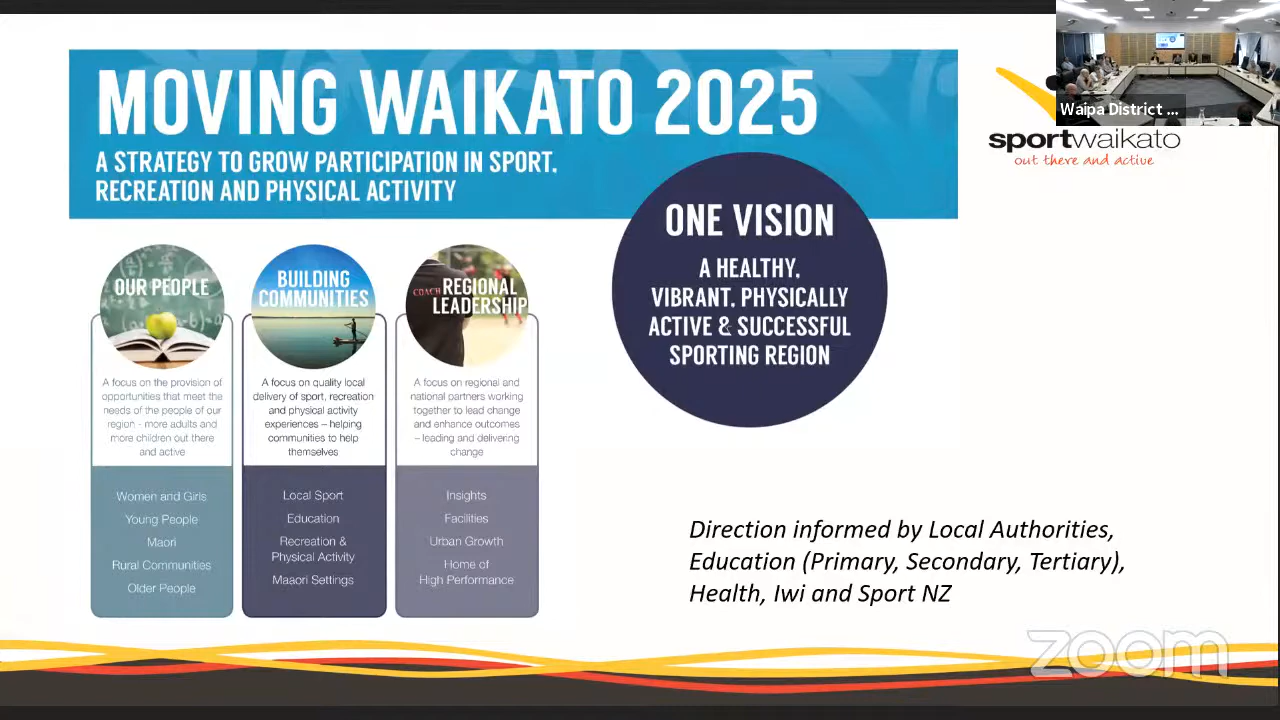 MOVING WAIKATO 2025
A STRATEGY TO GROW PARTICIPATION IN SPORT,
RECREATION AND PHYSICAL ACTIVITY
Waipa District ...
sportwaikato
out there and active
ONE VISION
A HEALTHY,
VIBRANT, PHYSICALLY
ACTIVE & SUCCESSFUL
SPORTING REGION
OUR PEOPLE
A focus on the provision of
opportunities that meet the
needs of the people of our
region - more adults and
more children out there
and active
Women and Girls
Young People
Maori
Rural Communities
Older People
BUILDING
COMMUNITIES
A focus on quality local
delivery of sport, recreation
and physical activity
experiences – helping
communities to help
themselves
Local Sport
Education
Recreation &
Physical Activity
Maaori Settings
COACH
REGIONAL
LEADERSHIP
A focus on regional and
national partners working
together to lead change
and enhance outcomes
– leading and delivering
change
Insights
Facilities
Urban Growth
Home of
High Performance
Direction informed by Local Authorities,
Education (Primary, Secondary, Tertiary),
Health, Iwi and Sport NZ
zoom